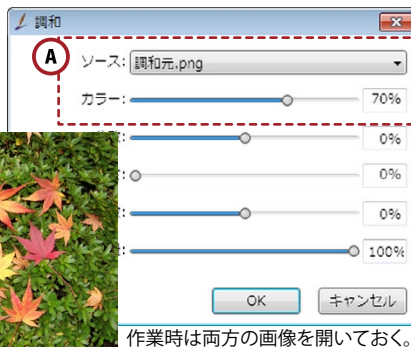 調和
A
ソース: 調和元.png
カラー: 70%
0%
: 0%
: 0%
: 100%
OK キャンセル
作業時は両方の画像を開いておく。